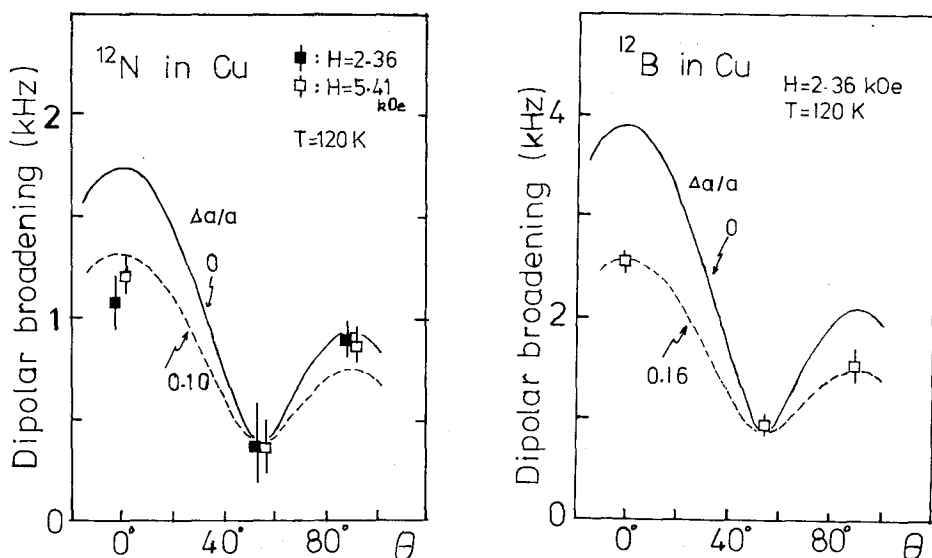 Dipolar broadening (kHz)
2
1
0
¹²N in Cu
■ : H=2.36
□ : H=5.41
kOe
T=120 K
Δa/a
0
0.10
0° 40° 80° θ
Dipolar broadening (kHz)
4
2
0
¹²B in Cu
H=2.36 kOe
T=120 K
Δa/a
0
0.16
0° 40° 80° θ